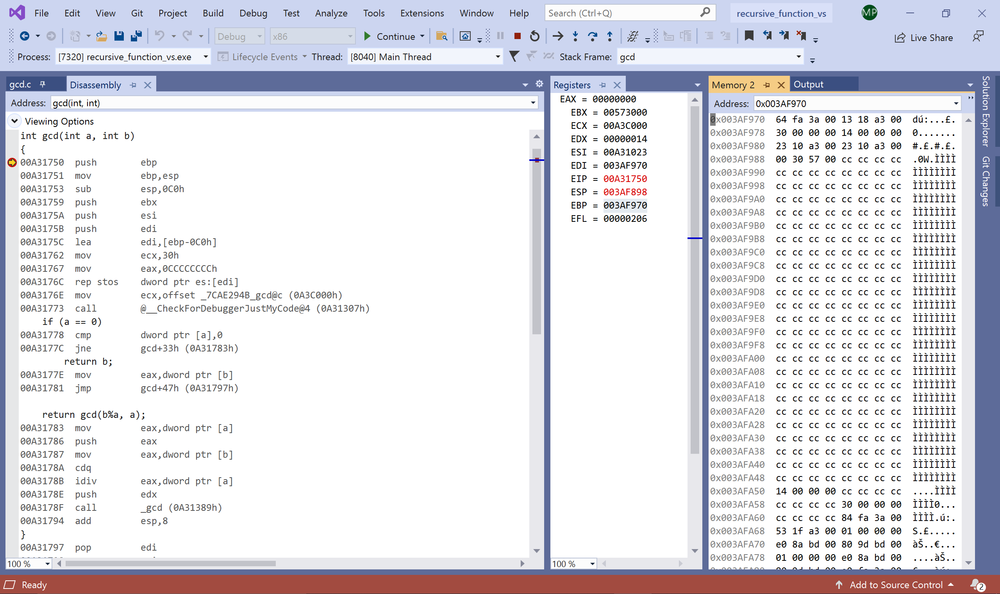 File Edit View Git Project Build Debug Test Analyze Tools Extensions Window Help Search (Ctrl+Q) recursive_function_vs MP
Debug x86 Continue Live Share
Process: [7320] recursive_function_vs.exe Lifecycle Events Thread: [8040] Main Thread Stack Frame: gcd
gcd.c Disassembly
Address: gcd(int, int)
Viewing Options
int gcd(int a, int b)
{
00A31750 push ebp
00A31751 mov ebp,esp
00A31753 sub esp,0C0h
00A31759 push ebx
00A3175A push esi
00A3175B push edi
00A3175C lea edi,[ebp-0C0h]
00A31762 mov ecx,30h
00A31767 mov eax,0CCCCCCCCh
00A3176C rep stos dword ptr es:[edi]
00A3176E mov ecx,offset _7CAE294B_gcd@c (0A3C000h)
00A31773 call @__CheckForDebuggerJustMyCode@4 (0A31307h)
if (a == 0)
00A31778 cmp dword ptr [a],0
00A3177C jne gcd+33h (0A31783h)
return b;
00A3177E mov eax,dword ptr [b]
00A31781 jmp gcd+47h (0A31797h)
return gcd(b%a, a);
00A31783 mov eax,dword ptr [a]
00A31786 push eax
00A31787 mov eax,dword ptr [b]
00A3178A cdq
00A3178B idiv eax,dword ptr [a]
00A3178E push edx
00A3178F call _gcd (0A31389h)
00A31794 add esp,8
}
00A31797 pop edi
100 %
Registers
EAX = 00000000
EBX = 00573000
ECX = 00A3C000
EDX = 00000014
ESI = 00A31023
EDI = 003AF970
EIP = 00A31750
ESP = 003AF898
EBP = 003AF970
EFL = 00000206
100 %
Memory 2 Output
Address: 0x003AF970
0x003AF970 64 fa 3a 00 13 18 a3 00 dú:...£.
0x003AF978 30 00 00 00 14 00 00 00 0.......
0x003AF980 23 10 a3 00 23 10 a3 00 #.£.#.£.
0x003AF988 00 30 57 00 cc cc cc cc .0W.ÌÌÌÌ
0x003AF990 cc cc cc cc cc cc cc cc ÌÌÌÌÌÌÌÌ
0x003AF998 cc cc cc cc cc cc cc cc ÌÌÌÌÌÌÌÌ
0x003AF9A0 cc cc cc cc cc cc cc cc ÌÌÌÌÌÌÌÌ
0x003AF9A8 cc cc cc cc cc cc cc cc ÌÌÌÌÌÌÌÌ
0x003AF9B0 cc cc cc cc cc cc cc cc ÌÌÌÌÌÌÌÌ
0x003AF9B8 cc cc cc cc cc cc cc cc ÌÌÌÌÌÌÌÌ
0x003AF9C0 cc cc cc cc cc cc cc cc ÌÌÌÌÌÌÌÌ
0x003AF9C8 cc cc cc cc cc cc cc cc ÌÌÌÌÌÌÌÌ
0x003AF9D0 cc cc cc cc cc cc cc cc ÌÌÌÌÌÌÌÌ
0x003AF9D8 cc cc cc cc cc cc cc cc ÌÌÌÌÌÌÌÌ
0x003AF9E0 cc cc cc cc cc cc cc cc ÌÌÌÌÌÌÌÌ
0x003AF9E8 cc cc cc cc cc cc cc cc ÌÌÌÌÌÌÌÌ
0x003AF9F0 cc cc cc cc cc cc cc cc ÌÌÌÌÌÌÌÌ
0x003AF9F8 cc cc cc cc cc cc cc cc ÌÌÌÌÌÌÌÌ
0x003AFA00 cc cc cc cc cc cc cc cc ÌÌÌÌÌÌÌÌ
0x003AFA08 cc cc cc cc cc cc cc cc ÌÌÌÌÌÌÌÌ
0x003AFA10 cc cc cc cc cc cc cc cc ÌÌÌÌÌÌÌÌ
0x003AFA18 cc cc cc cc cc cc cc cc ÌÌÌÌÌÌÌÌ
0x003AFA20 cc cc cc cc cc cc cc cc ÌÌÌÌÌÌÌÌ
0x003AFA28 cc cc cc cc cc cc cc cc ÌÌÌÌÌÌÌÌ
0x003AFA30 cc cc cc cc cc cc cc cc ÌÌÌÌÌÌÌÌ
0x003AFA38 cc cc cc cc cc cc cc cc ÌÌÌÌÌÌÌÌ
0x003AFA40 cc cc cc cc cc cc cc cc ÌÌÌÌÌÌÌÌ
0x003AFA48 cc cc cc cc cc cc cc cc ÌÌÌÌÌÌÌÌ
0x003AFA50 14 00 00 00 cc cc cc cc ....ÌÌÌÌ
0x003AFA58 cc cc cc cc 30 00 00 00 ÌÌÌÌ0...
0x003AFA60 cc cc cc cc 84 fa 3a 00 ÌÌÌÌ.ú:.
0x003AFA68 53 1f a3 00 01 00 00 00 S.£.....
0x003AFA70 e0 8a bd 00 80 9d bd 00 àŠ..€...
0x003AFA78 01 00 00 00 e0 8a bd 00 ....àŠ..
Solution Explorer
Git Changes
Ready Add to Source Control 2